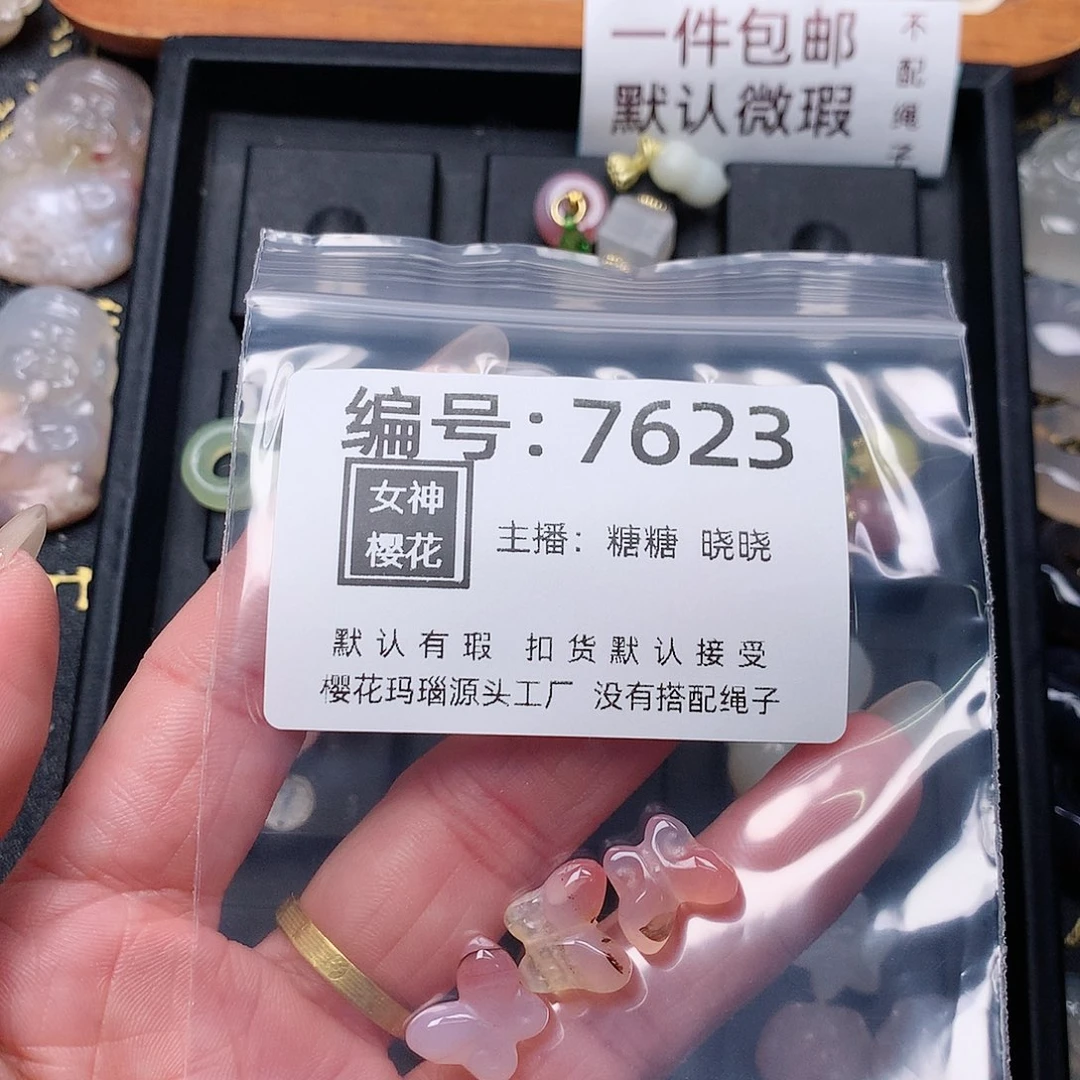 一件包邮
默认微瑕
不配绳子
编号：7623
女神
樱花
主播：糖糖 晓晓
默认有瑕 扣货默认接受
樱花玛瑙源头工厂 没有搭配绳子